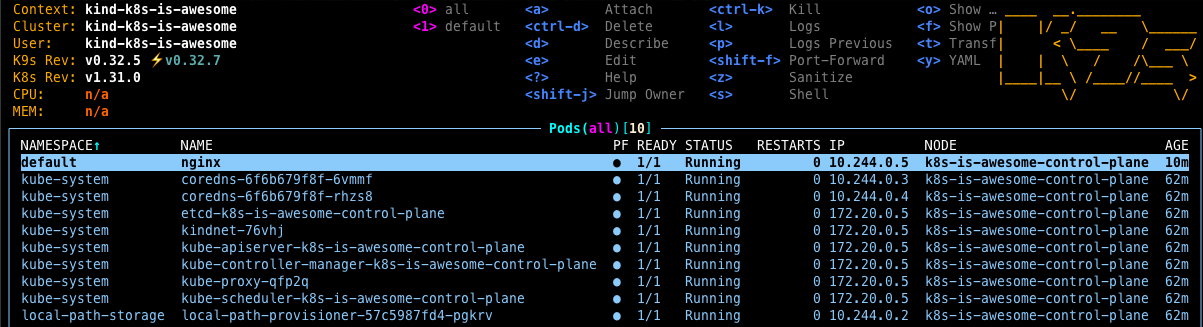 Context: kind-k8s-is-awesome <0> all <a> Attach <ctrl-k> Kill <o> Show …
Cluster: kind-k8s-is-awesome <1> default <ctrl-d> Delete <l> Logs <f> Show P
User: kind-k8s-is-awesome <d> Describe <p> Logs Previous <t> Transf
K9s Rev: v0.32.5 ⚡v0.32.7 <e> Edit <shift-f> Port-Forward <y> YAML
K8s Rev: v1.31.0 <?> Help <z> Sanitize
CPU: n/a <shift-j> Jump Owner <s> Shell
MEM: n/a
Pods(all)[10]
NAMESPACE↑ NAME PF READY STATUS RESTARTS IP NODE AGE
default nginx ● 1/1 Running 0 10.244.0.5 k8s-is-awesome-control-plane 10m
kube-system coredns-6f6b679f8f-6vmmf ● 1/1 Running 0 10.244.0.3 k8s-is-awesome-control-plane 62m
kube-system coredns-6f6b679f8f-rhzs8 ● 1/1 Running 0 10.244.0.4 k8s-is-awesome-control-plane 62m
kube-system etcd-k8s-is-awesome-control-plane ● 1/1 Running 0 172.20.0.5 k8s-is-awesome-control-plane 62m
kube-system kindnet-76vhj ● 1/1 Running 0 172.20.0.5 k8s-is-awesome-control-plane 62m
kube-system kube-apiserver-k8s-is-awesome-control-plane ● 1/1 Running 0 172.20.0.5 k8s-is-awesome-control-plane 62m
kube-system kube-controller-manager-k8s-is-awesome-control-plane ● 1/1 Running 0 172.20.0.5 k8s-is-awesome-control-plane 62m
kube-system kube-proxy-qfp2q ● 1/1 Running 0 172.20.0.5 k8s-is-awesome-control-plane 62m
kube-system kube-scheduler-k8s-is-awesome-control-plane ● 1/1 Running 0 172.20.0.5 k8s-is-awesome-control-plane 62m
local-path-storage local-path-provisioner-57c5987fd4-pgkrv ● 1/1 Running 0 10.244.0.2 k8s-is-awesome-control-plane 62m